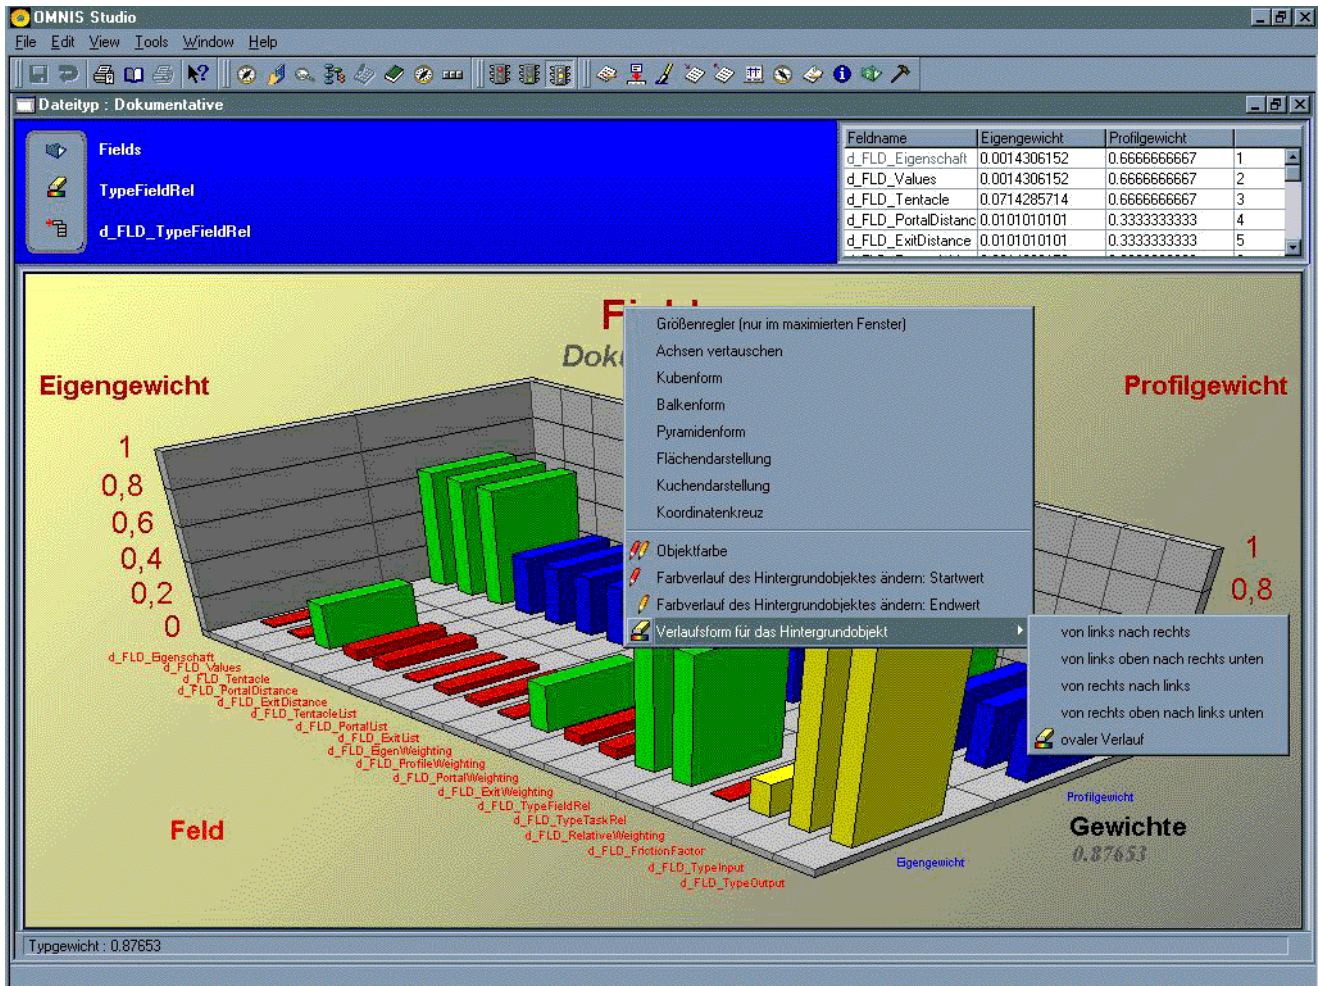 OMNIS Studio
File Edit View Tools Window Help
Dateityp : Dokumentative
Fields
TypeFieldRel
d_FLD_TypeFieldRel
Feldname Eigengewicht Profilgewicht
d_FLD_Eigenschaft 0.0014306152 0.6666666667 1
d_FLD_Values 0.0014306152 0.6666666667 2
d_FLD_Tentacle 0.0714285714 0.6666666667 3
d_FLD_PortalDistanc 0.0101010101 0.3333333333 4
d_FLD_ExitDistance 0.0101010101 0.3333333333 5
Eigengewicht
Profilgewicht
1
0,8
0,6
0,4
0,2
0
1
0,8
Größenregler (nur im maximierten Fenster)
Achsen vertauschen
Kubenform
Balkenform
Pyramidenform
Flächendarstellung
Kuchendarstellung
Koordinatenkreuz
Objektfarbe
Farbverlauf des Hintergrundobjektes ändern: Startwert
Farbverlauf des Hintergrundobjektes ändern: Endwert
Verlaufsform für das Hintergrundobjekt
von links nach rechts
von links oben nach rechts unten
von rechts nach links
von rechts oben nach links unten
ovaler Verlauf
d_FLD_Eigenschaft
d_FLD_Values
d_FLD_Tentacle
d_FLD_PortalDistance
d_FLD_ExitDistance
d_FLD_TentacleList
d_FLD_PortalList
d_FLD_ExitList
d_FLD_EigenWeighting
d_FLD_ProfileWeighting
d_FLD_PortalWeighting
d_FLD_ExitWeighting
d_FLD_TypeFieldRel
d_FLD_TypeTaskRel
d_FLD_RelativeWeighting
d_FLD_FrictionFactor
d_FLD_TypeInput
d_FLD_TypeOutput
Feld
Profilgewicht
Eigengewicht
Gewichte
0.87653
Typgewicht : 0.87653